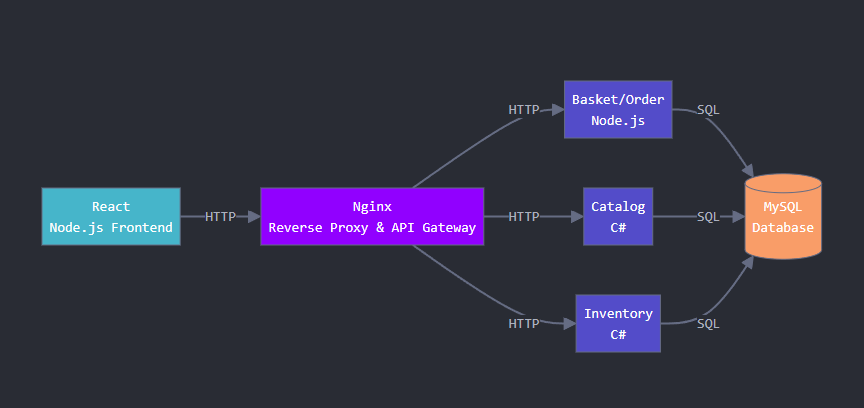 HTTP
Basket/Order
Node.js
SQL
React
Node.js Frontend
HTTP
Nginx
Reverse Proxy & API Gateway
HTTP
Catalog
C#
SQL
MySQL
Database
HTTP
Inventory
C#
SQL